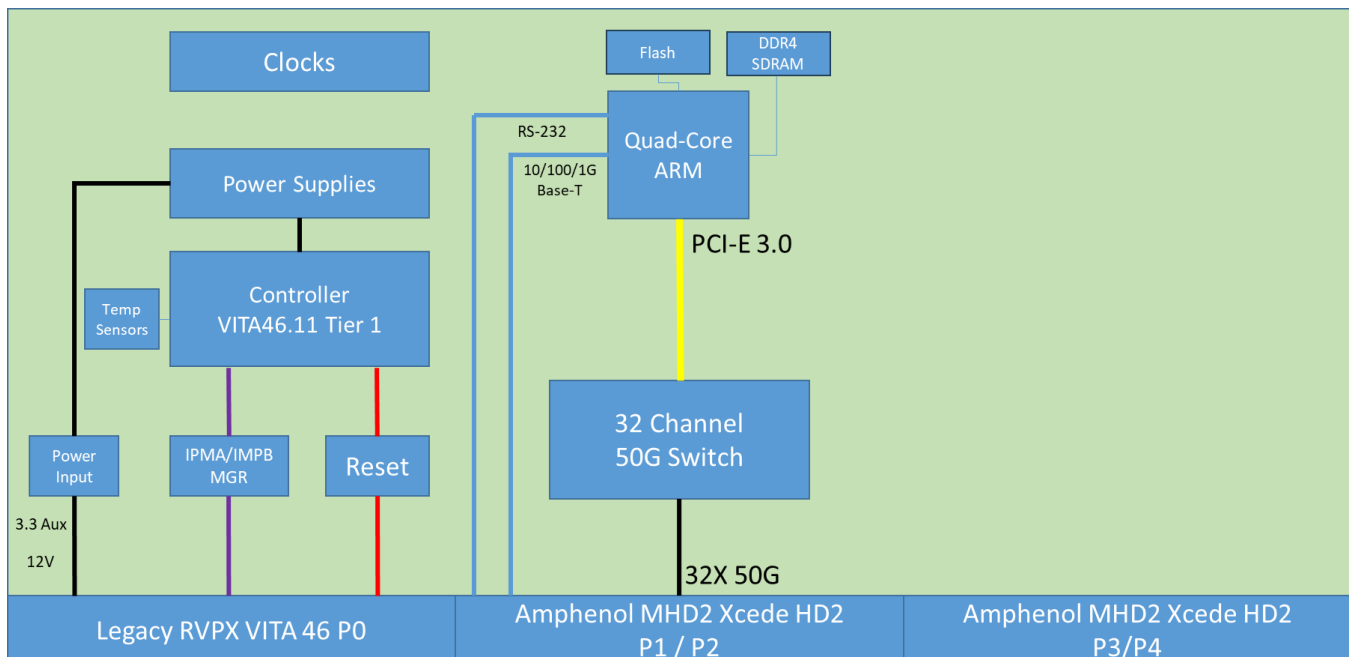 Clocks
Flash
DDR4
SDRAM
RS-232
Quad-Core
ARM
10/100/1G
Base-T
Power Supplies
PCI-E 3.0
Controller
VITA46.11 Tier 1
Temp
Sensors
32 Channel
50G Switch
Power
Input
IPMA/IMPB
MGR
Reset
3.3 Aux
12V
32X 50G
Legacy RVPX VITA 46 P0
Amphenol MHD2 Xcede HD2
P1 / P2
Amphenol MHD2 Xcede HD2
P3/P4